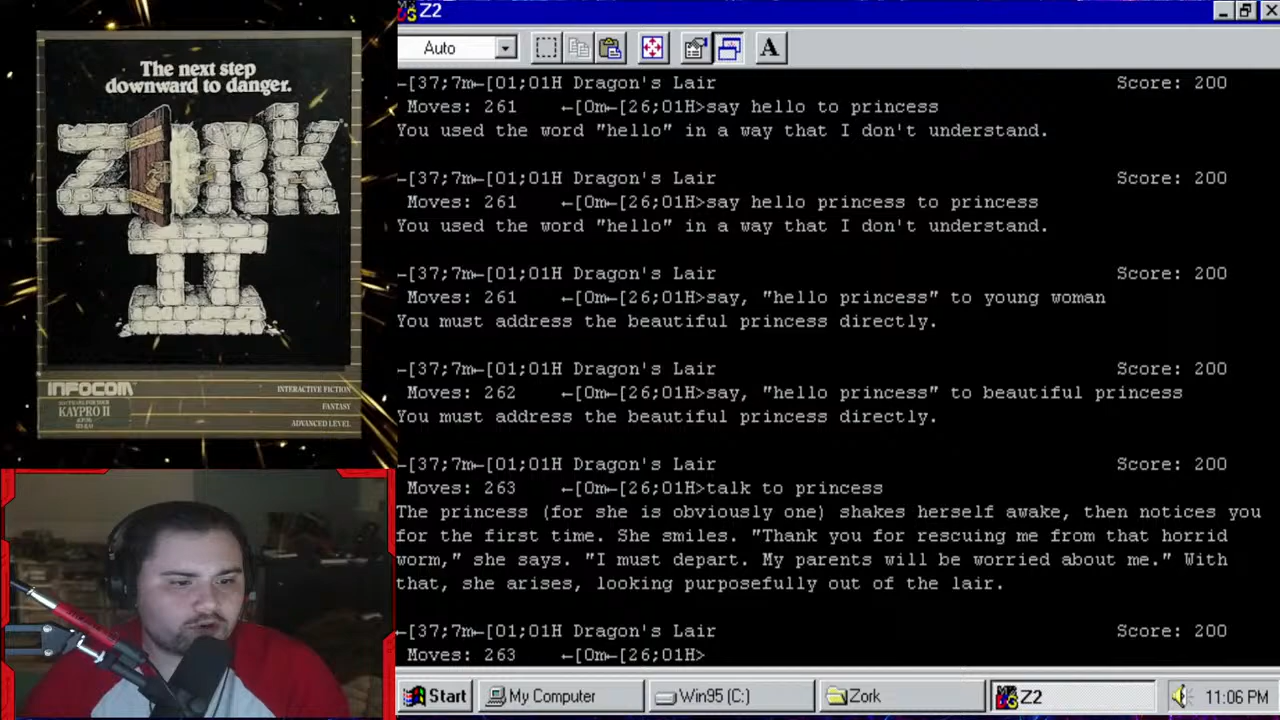 The next step
downward to danger.
ZORK
II
INFOCOM
KAYPRO II
INTERACTIVE FICTION
FANTASY
ADVANCED LEVEL
Z2
Auto
A
←[37;7m←[01;01H Dragon's Lair Score: 200
Moves: 261 ←[0m←[26;01H>say hello to princess
You used the word "hello" in a way that I don't understand.
←[37;7m←[01;01H Dragon's Lair Score: 200
Moves: 261 ←[0m←[26;01H>say hello princess to princess
You used the word "hello" in a way that I don't understand.
←[37;7m←[01;01H Dragon's Lair Score: 200
Moves: 261 ←[0m←[26;01H>say, "hello princess" to young woman
You must address the beautiful princess directly.
←[37;7m←[01;01H Dragon's Lair Score: 200
Moves: 262 ←[0m←[26;01H>say, "hello princess" to beautiful princess
You must address the beautiful princess directly.
←[37;7m←[01;01H Dragon's Lair Score: 200
Moves: 263 ←[0m←[26;01H>talk to princess
The princess (for she is obviously one) shakes herself awake, then notices you
for the first time. She smiles. "Thank you for rescuing me from that horrid
worm," she says. "I must depart. My parents will be worried about me." With
that, she arises, looking purposefully out of the lair.
←[37;7m←[01;01H Dragon's Lair Score: 200
Moves: 263 ←[0m←[26;01H>
Start My Computer Win95 (C:) Zork Z2 11:06 PM